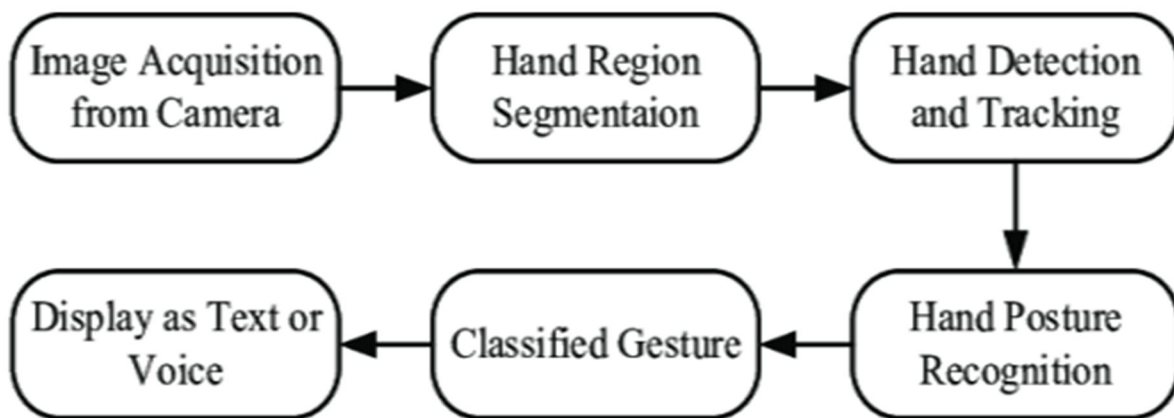 Image Acquisition
from Camera
Hand Region
Segmentaion
Hand Detection
and Tracking
Hand Posture
Recognition
Classified Gesture
Display as Text or
Voice